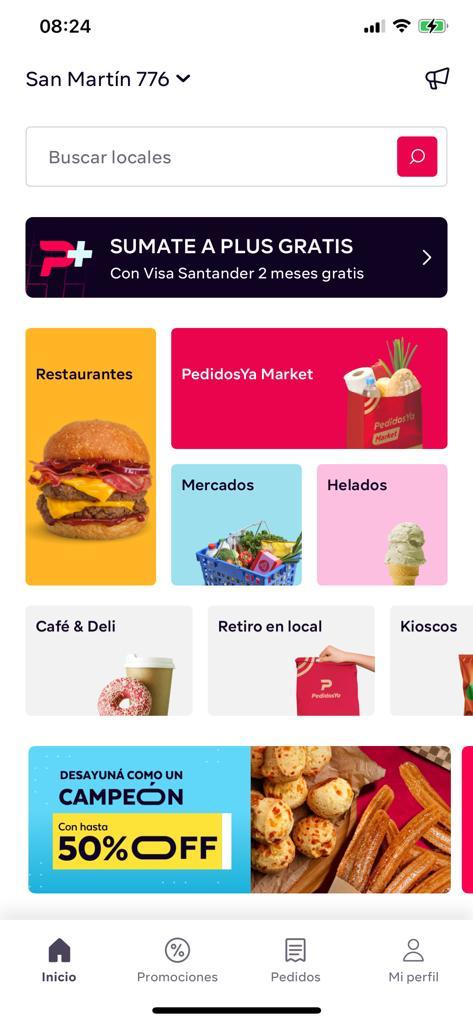 08:24
San Martín 776
Buscar locales
P+
SUMATE A PLUS GRATIS
Con Visa Santander 2 meses gratis
Restaurantes
PedidosYa Market
PedidosYa
Market
Mercados
Helados
Café & Deli
Retiro en local
Kioscos
P
PedidosYa
DESAYUNÁ COMO UN
CAMPEÓN
Con hasta
50% OFF
Inicio
Promociones
Pedidos
Mi perfil